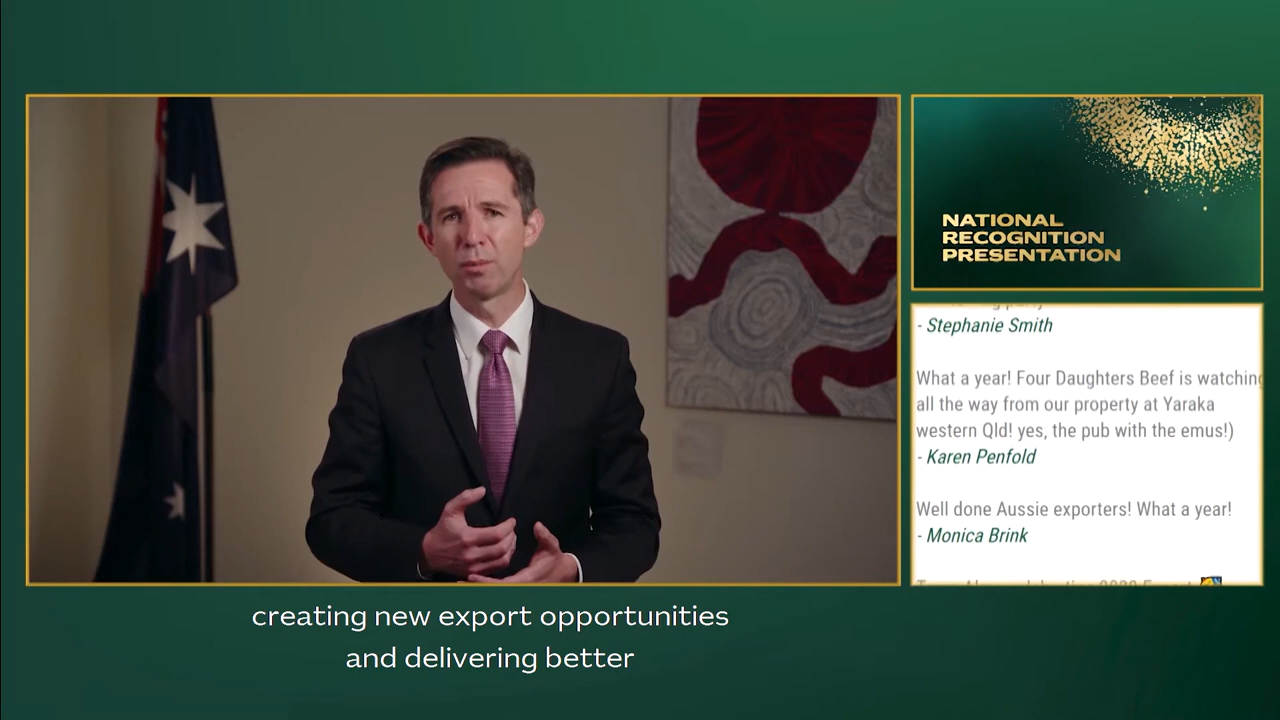 NATIONAL
RECOGNITION
PRESENTATION
- Stephanie Smith
What a year! Four Daughters Beef is watching
all the way from our property at Yaraka
western Qld! yes, the pub with the emus!)
- Karen Penfold
Well done Aussie exporters! What a year!
- Monica Brink
creating new export opportunities
and delivering better